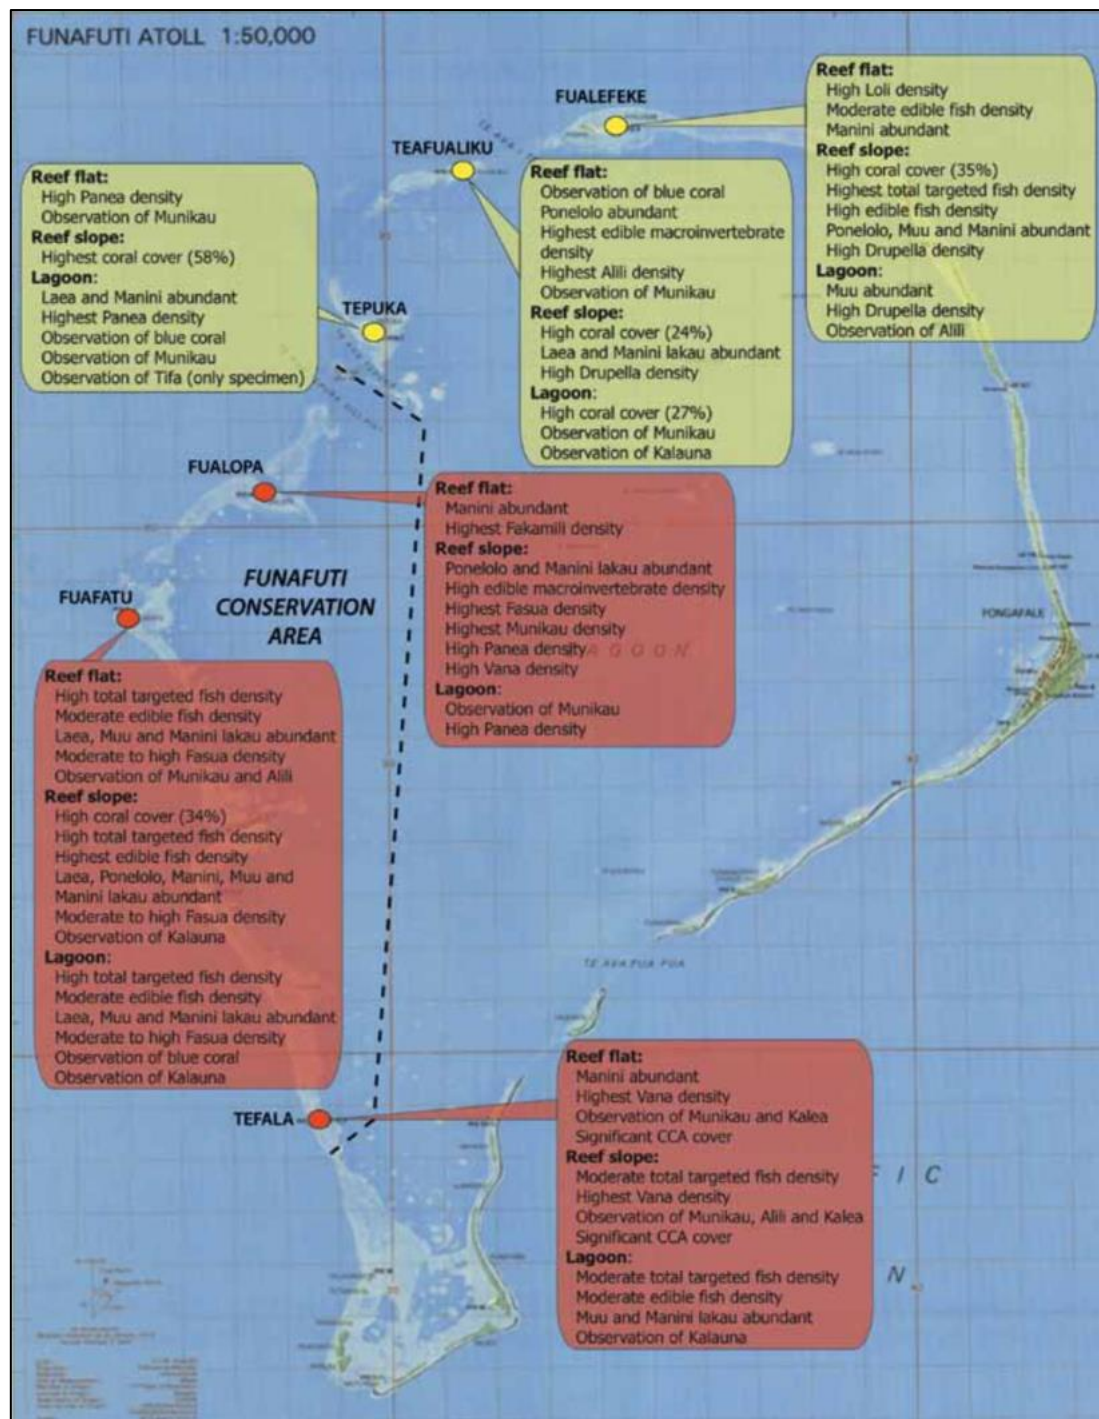 FUNAFUTI ATOLL 1:50,000
FUALEFEKE
Reef flat:
High Loli density
Moderate edible fish density
Manini abundant
Reef slope:
High coral cover (35%)
Highest total targeted fish density
High edible fish density
Ponelolo, Muu and Manini abundant
High Drupella density
Lagoon:
Muu abundant
High Drupella density
Observation of Alili
TEAFUALIKU
Reef flat:
Observation of blue coral
Ponelolo abundant
Highest edible macroinvertebrate
density
Highest Alili density
Observation of Munikau
Reef slope:
High coral cover (24%)
Laea and Manini lakau abundant
High Drupella density
Lagoon:
High coral cover (27%)
Observation of Munikau
Observation of Kalauna
Reef flat:
High Panea density
Observation of Munikau
Reef slope:
Highest coral cover (58%)
Lagoon:
Laea and Manini abundant
Highest Panea density
Observation of blue coral
Observation of Munikau
Observation of Tifa (only specimen)
TEPUKA
FUALOPA
Reef flat:
Manini abundant
Highest Fakamili density
Reef slope:
Ponelolo and Manini lakau abundant
High edible macroinvertebrate density
Highest Fasua density
Highest Munikau density
High Panea density
High Vana density
Lagoon:
Observation of Munikau
High Panea density
FUNAFUTI
CONSERVATION
AREA
FUAFATU
Reef flat:
High total targeted fish density
Moderate edible fish density
Laea, Muu and Manini lakau abundant
Moderate to high Fasua density
Observation of Munikau and Alili
Reef slope:
High coral cover (34%)
High total targeted fish density
Highest edible fish density
Laea, Ponelolo, Manini, Muu and
Manini lakau abundant
Moderate to high Fasua density
Observation of Kalauna
Lagoon:
High total targeted fish density
Moderate edible fish density
Laea, Muu and Manini lakau abundant
Moderate to high Fasua density
Observation of blue coral
Observation of Kalauna
FONGAFALE
AGOON
TE AVA PUA PUA
TEFALA
Reef flat:
Manini abundant
Highest Vana density
Observation of Munikau and Kalea
Significant CCA cover
Reef slope:
Moderate total targeted fish density
Highest Vana density
Observation of Munikau, Alili and Kalea
Significant CCA cover
Lagoon:
Moderate total targeted fish density
Moderate edible fish density
Muu and Manini lakau abundant
Observation of Kalauna
F I C
N